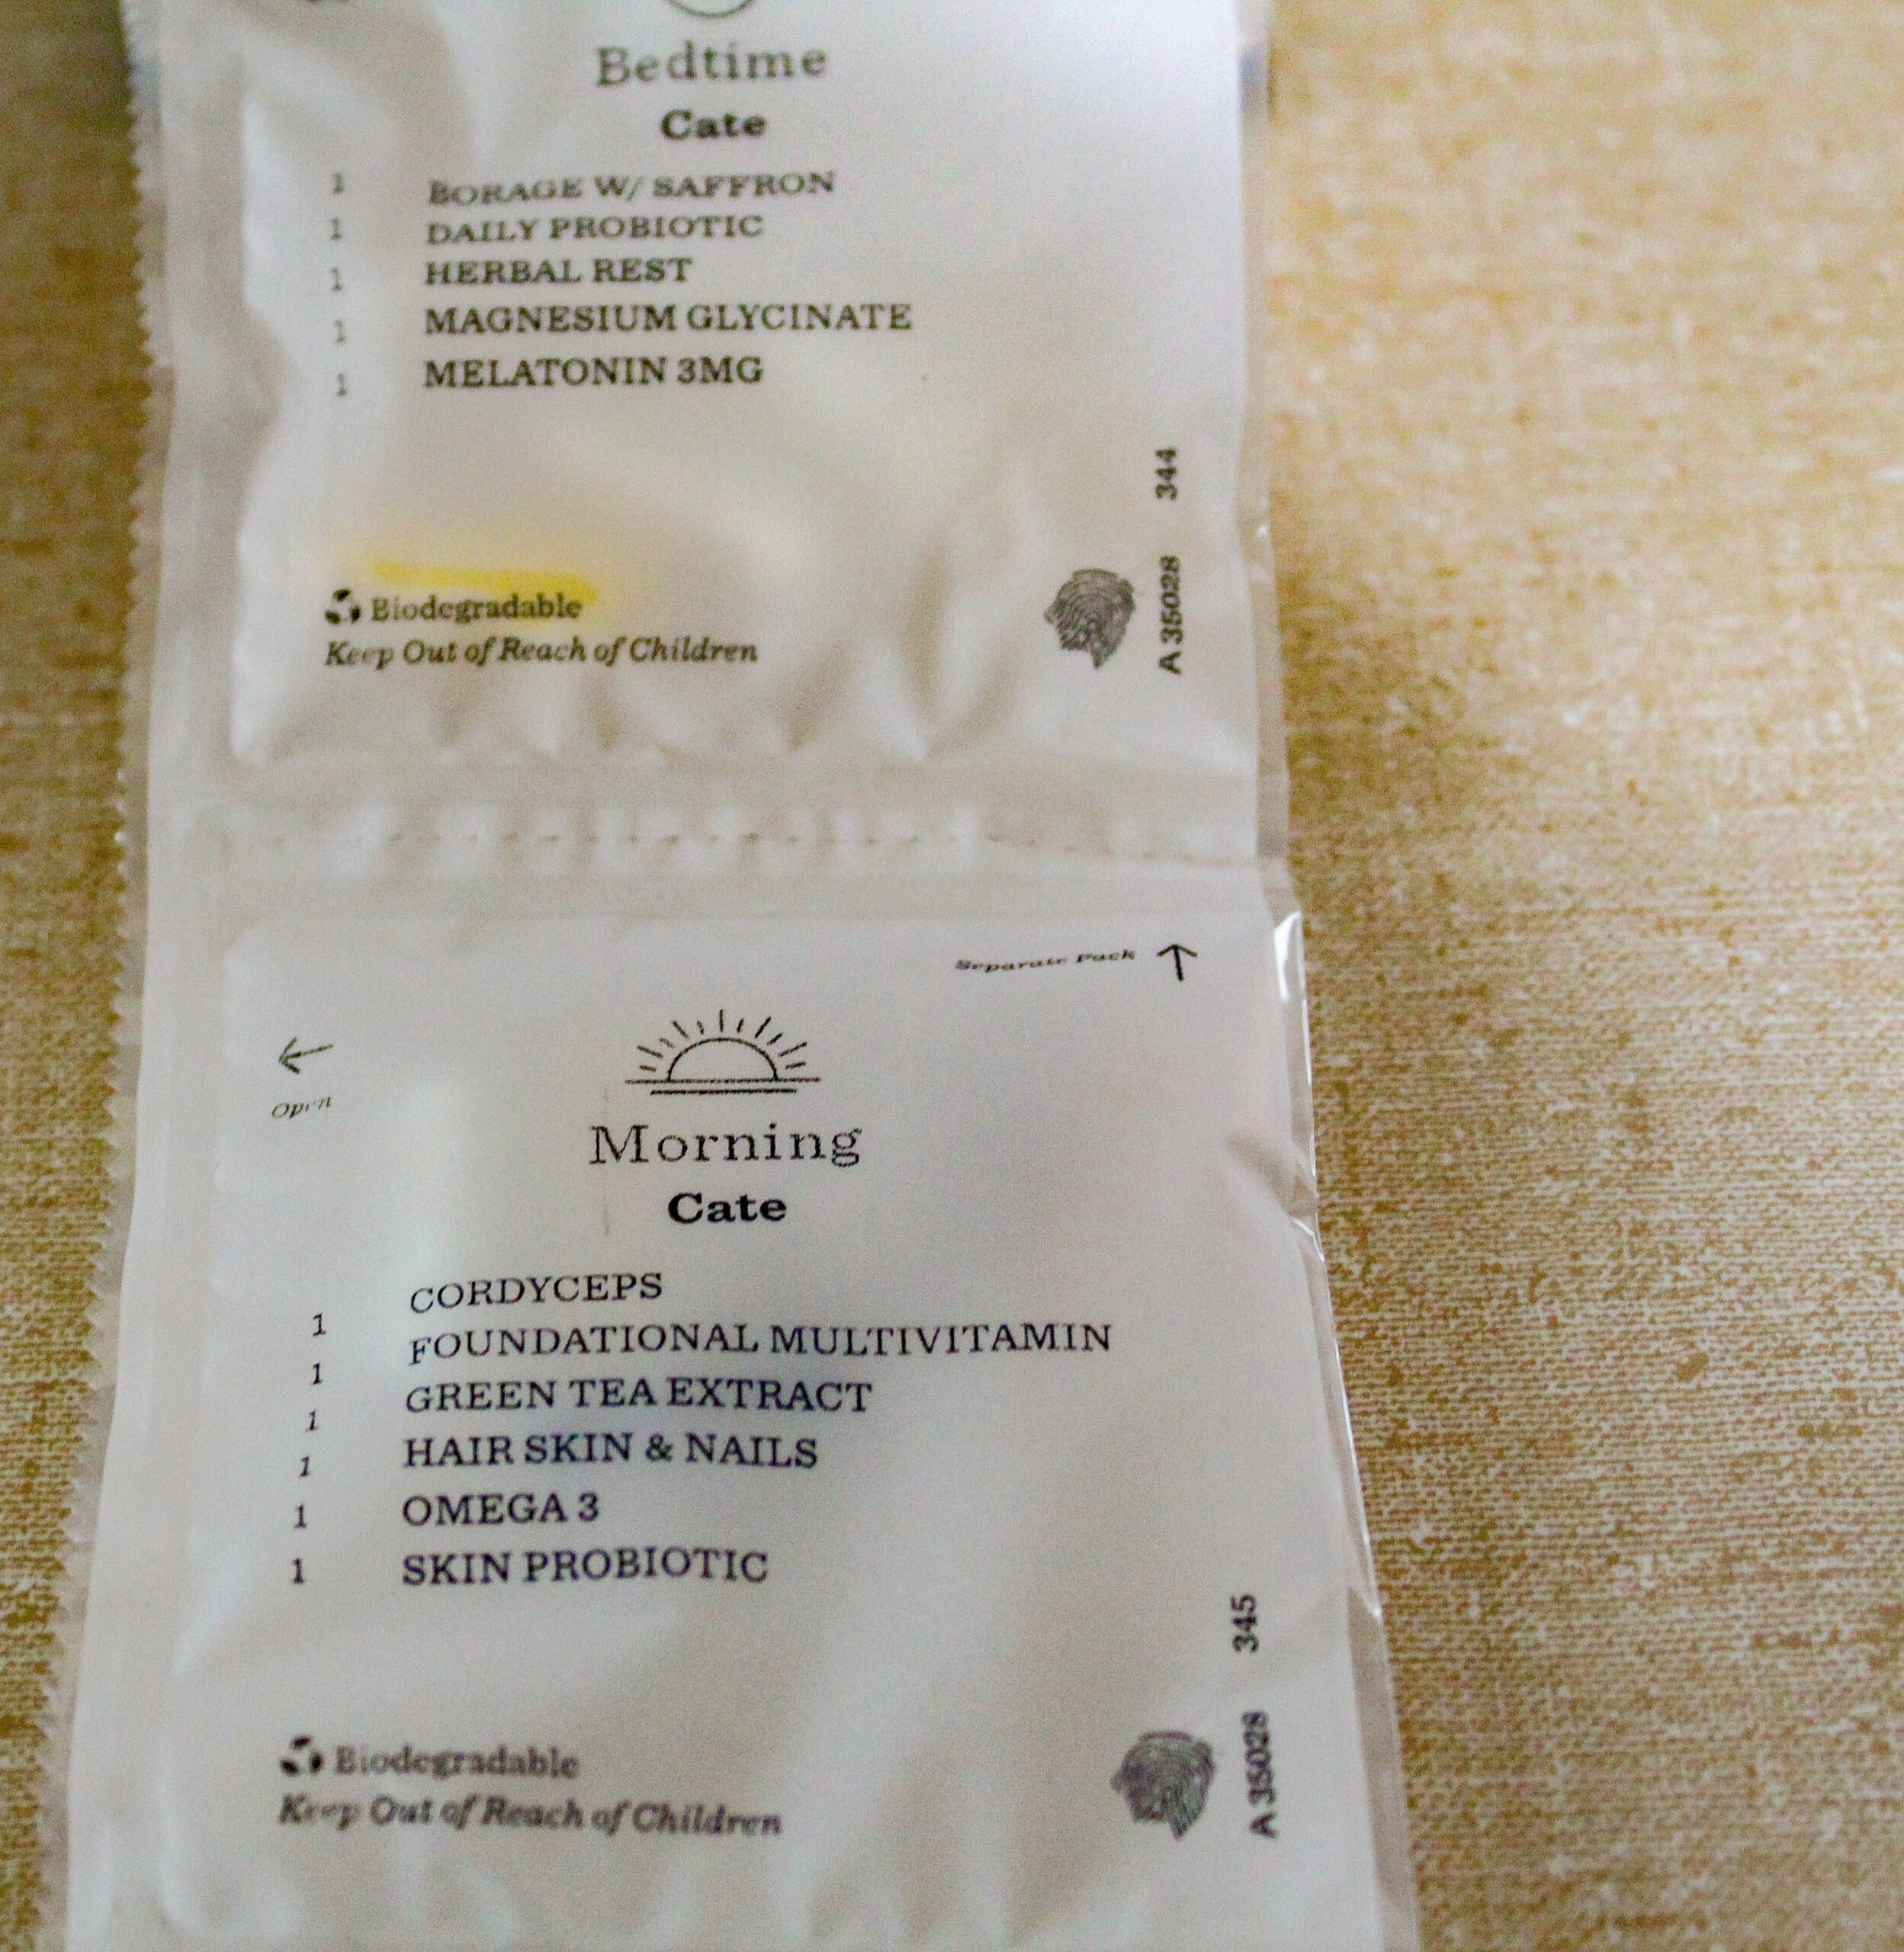 Bedtime
Cate
1 BORAGE W/ SAFFRON
1 DAILY PROBIOTIC
1 HERBAL REST
1 MAGNESIUM GLYCINATE
1 MELATONIN 3MG
A 35028 344
Biodegradable
Keep Out of Reach of Children
Separate Pack
Open
Morning
Cate
1 CORDYCEPS
1 FOUNDATIONAL MULTIVITAMIN
1 GREEN TEA EXTRACT
1 HAIR SKIN & NAILS
1 OMEGA 3
1 SKIN PROBIOTIC
A 35028 345
Biodegradable
Keep Out of Reach of Children